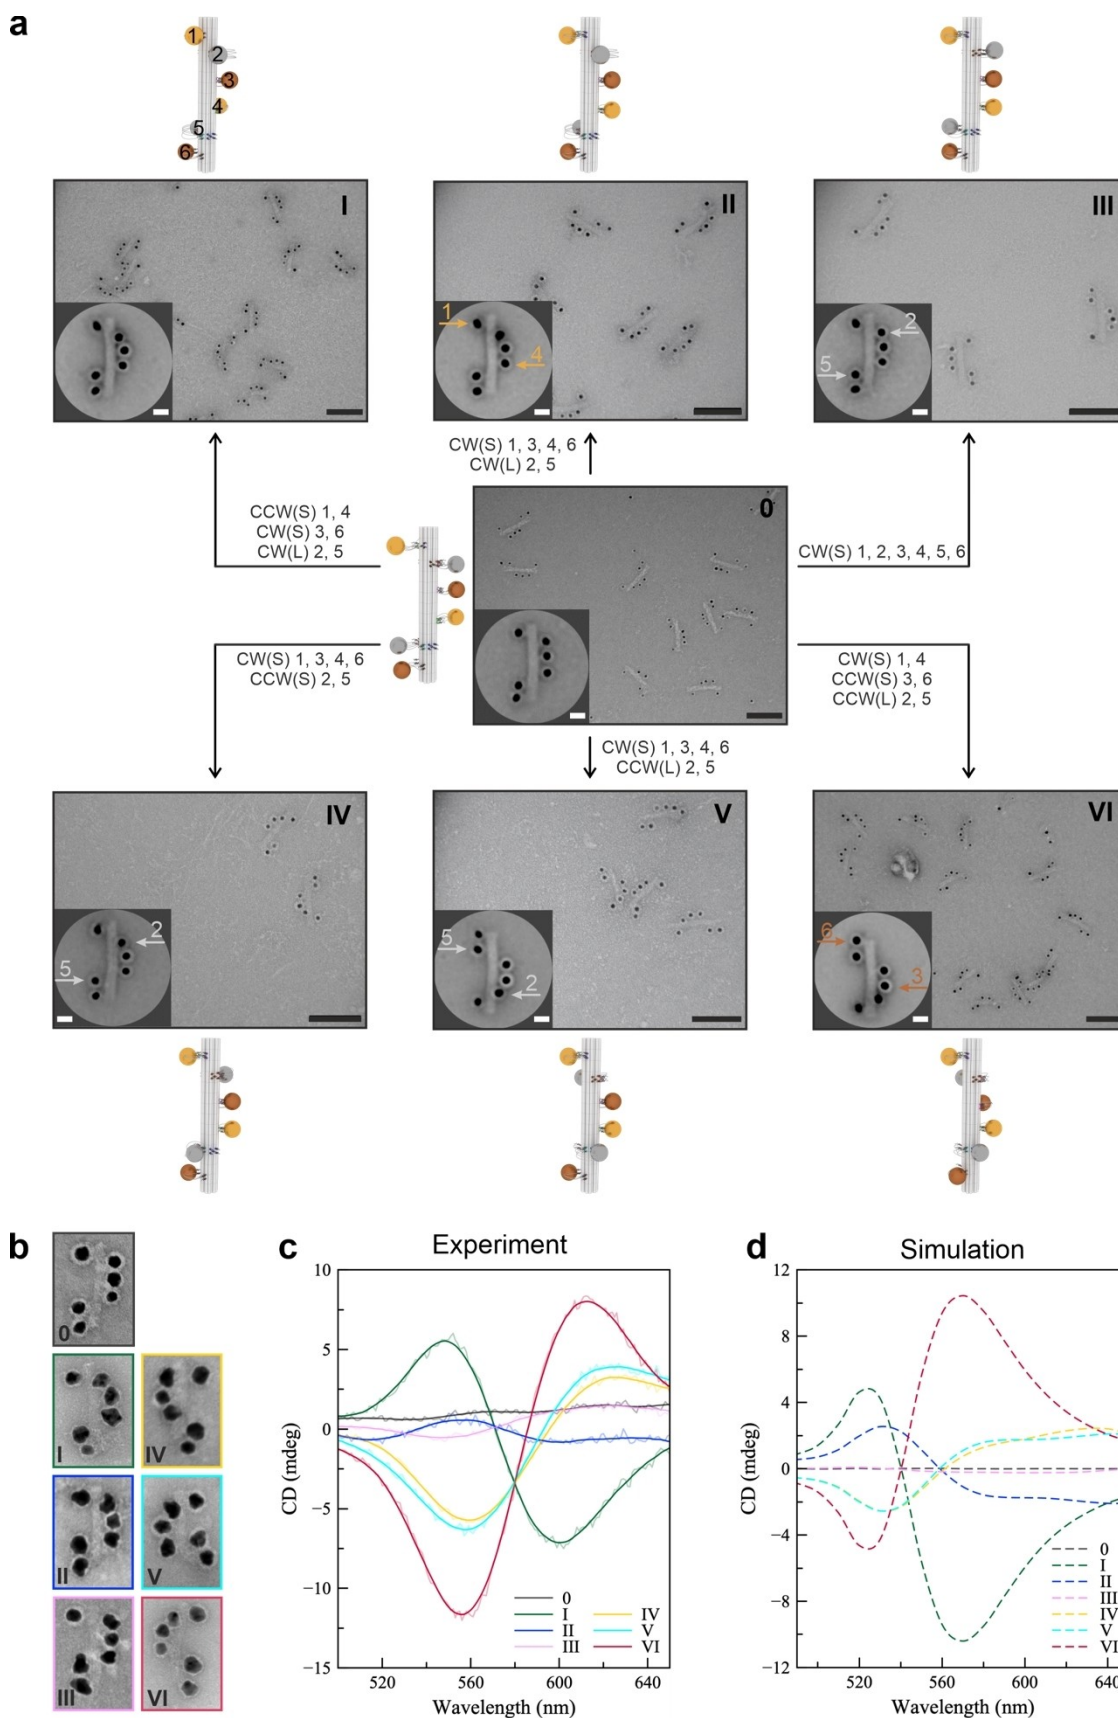 a
1
2
3
4
5
6
I
II
III
1
4
2
5
CW(S) 1, 3, 4, 6
CW(L) 2, 5
CCW(S) 1, 4
CW(S) 3, 6
CW(L) 2, 5
0
CW(S) 1, 2, 3, 4, 5, 6
CW(S) 1, 3, 4, 6
CCW(S) 2, 5
CW(S) 1, 4
CCW(S) 3, 6
CCW(L) 2, 5
CW(S) 1, 3, 4, 6
CCW(L) 2, 5
IV
V
VI
2
5
5
2
6
3
b
0
I
IV
II
V
III
VI
c
Experiment
CD (mdeg)
10
5
0
−5
−10
−15
0
I
II
III
IV
V
VI
520
560
600
640
Wavelength (nm)
d
Simulation
CD (mdeg)
12
8
4
0
−4
−8
−12
0
I
II
III
IV
V
VI
520
560
600
640
Wavelength (nm)